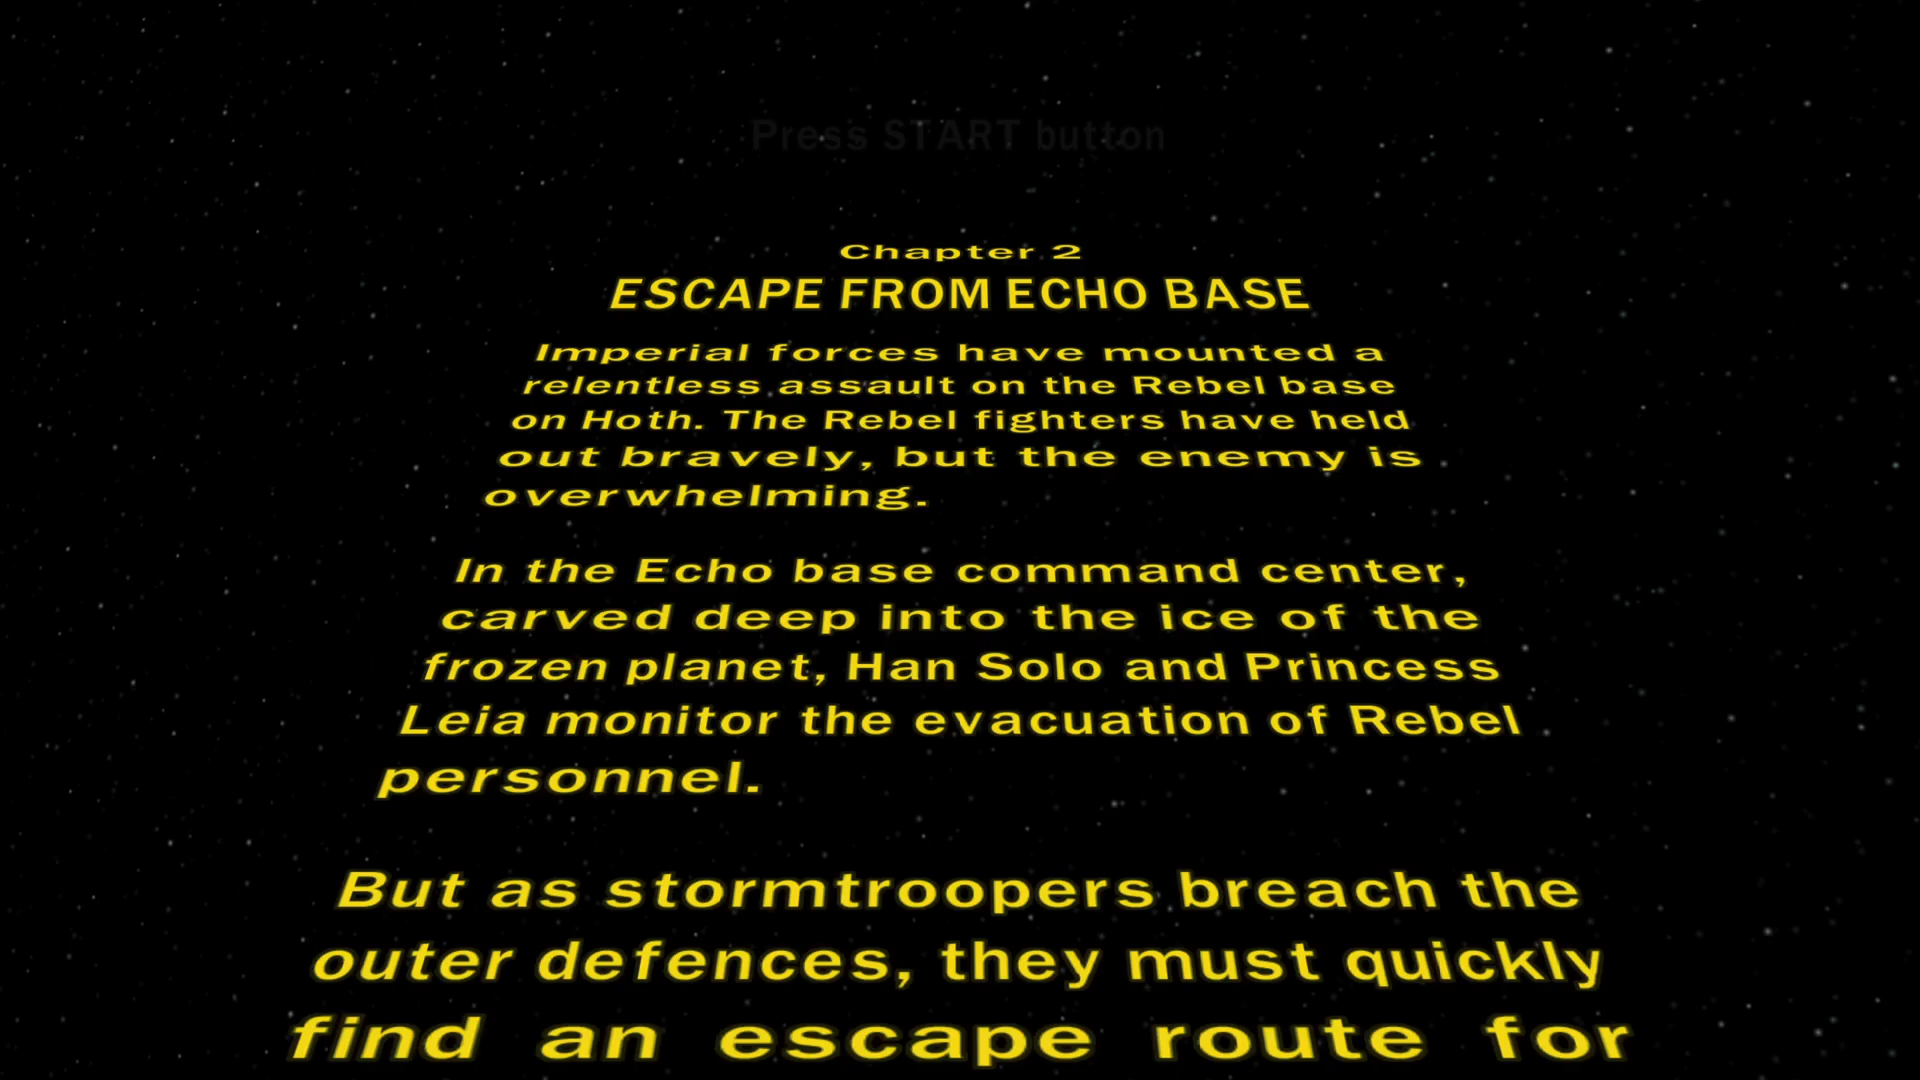 Press START button
Chapter 2
ESCAPE FROM ECHO BASE
Imperial forces have mounted a
relentless assault on the Rebel base
on Hoth. The Rebel fighters have held
out bravely, but the enemy is
overwhelming.
In the Echo base command center,
carved deep into the ice of the
frozen planet, Han Solo and Princess
Leia monitor the evacuation of Rebel
personnel.
But as stormtroopers breach the
outer defences, they must quickly
find an escape route for